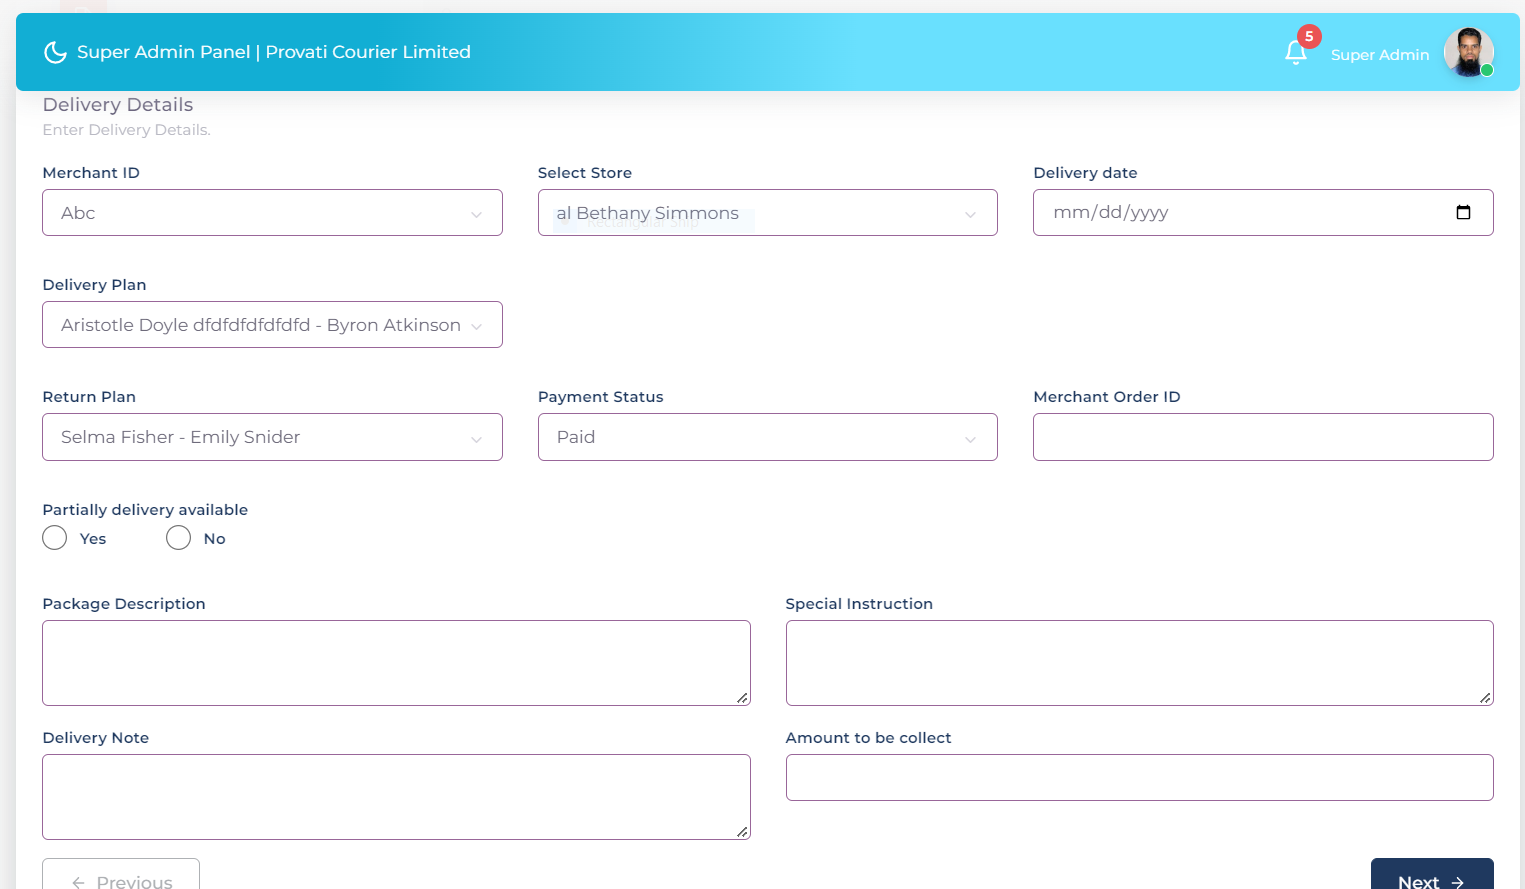 Super Admin Panel | Provati Courier Limited
5
Super Admin
Delivery Details
Enter Delivery Details.
Merchant ID
Select Store
Delivery date
Abc
al Bethany Simmons
mm/dd/yyyy
Rectangular Snip
Delivery Plan
Aristotle Doyle dfdfdfdfdfdfd - Byron Atkinson
Return Plan
Payment Status
Merchant Order ID
Selma Fisher - Emily Snider
Paid
Partially delivery available
Yes
No
Package Description
Special Instruction
Delivery Note
Amount to be collect
Previous
Next